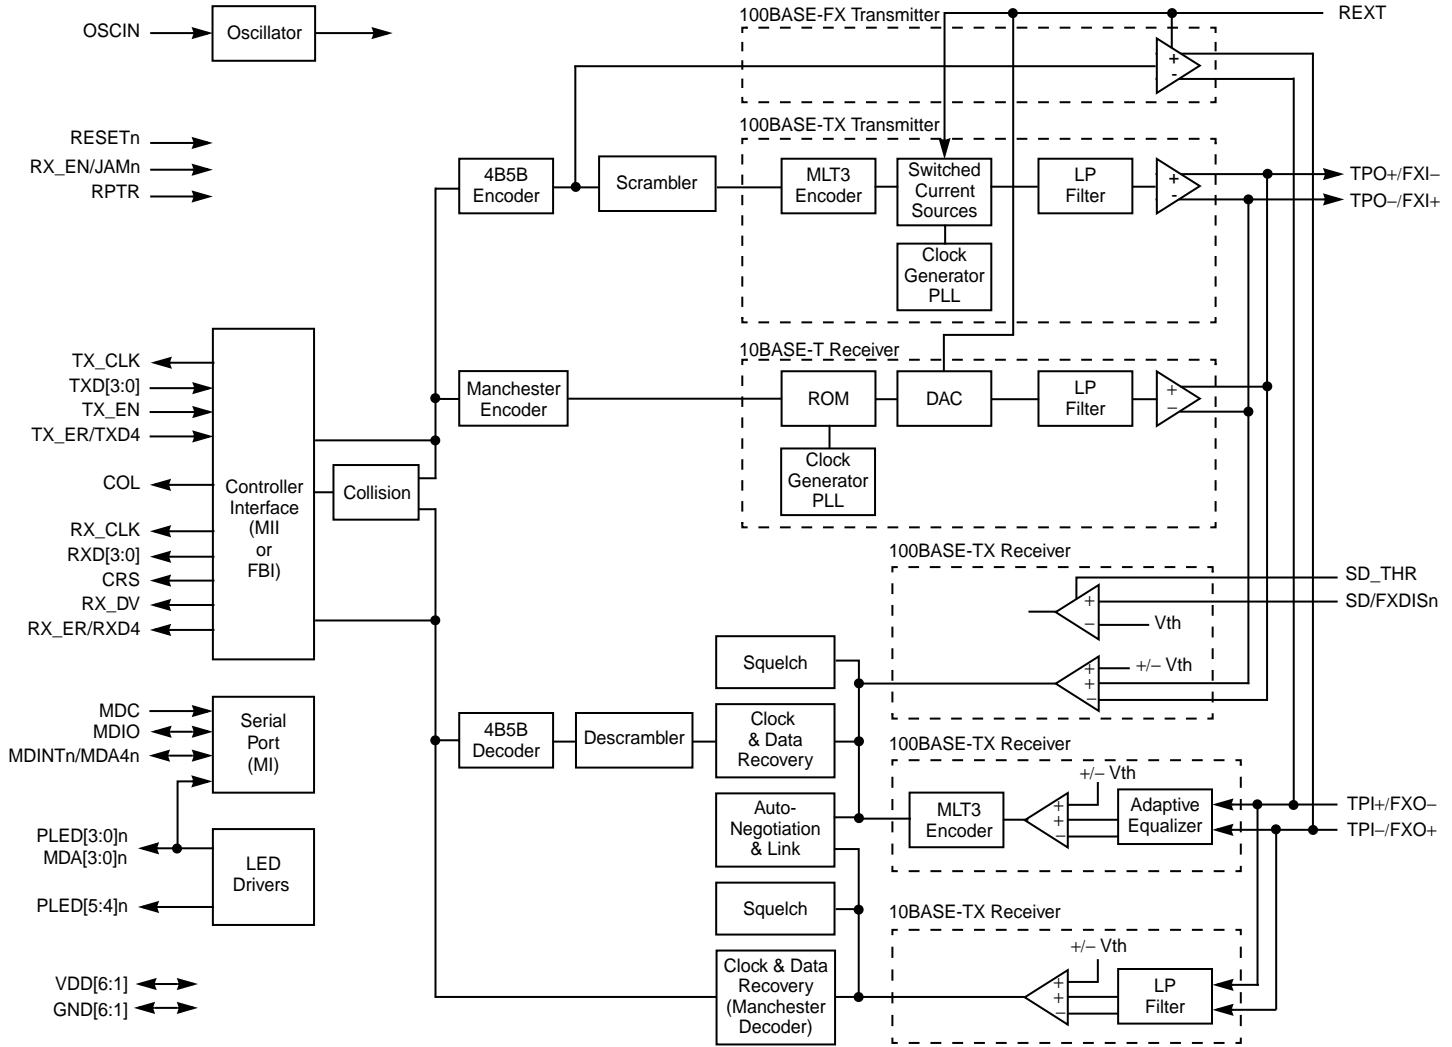 100BASE-FX Transmitter
REXT
OSCIN
Oscillator
+
-
RESETn
RX_EN/JAMn
RPTR
100BASE-TX Transmitter
4B5B
Encoder
Scrambler
MLT3
Encoder
Switched
Current
Sources
LP
Filter
+
-
TPO+/FXI−
TPO−/FXI+
Clock
Generator
PLL
10BASE-T Receiver
TX_CLK
TXD[3:0]
TX_EN
TX_ER/TXD4
COL
RX_CLK
RXD[3:0]
CRS
RX_DV
RX_ER/RXD4
Controller
Interface
(MII
or
FBI)
Collision
Manchester
Encoder
ROM
DAC
LP
Filter
+
−
Clock
Generator
PLL
100BASE-TX Receiver
SD_THR
SD/FXDISn
+
−
Vth
+/− Vth
+
+
−
Squelch
MDC
MDIO
MDINTn/MDA4n
Serial
Port
(MI)
4B5B
Decoder
Descrambler
Clock
& Data
Recovery
100BASE-TX Receiver
+/− Vth
MLT3
Encoder
+
+
−
Adaptive
Equalizer
TPI+/FXO−
TPI−/FXO+
Auto-
Negotiation
& Link
PLED[3:0]n
MDA[3:0]n
PLED[5:4]n
LED
Drivers
Squelch
10BASE-TX Receiver
+/− Vth
Clock & Data
Recovery
(Manchester
Decoder)
+
+
−
LP
Filter
VDD[6:1]
GND[6:1]